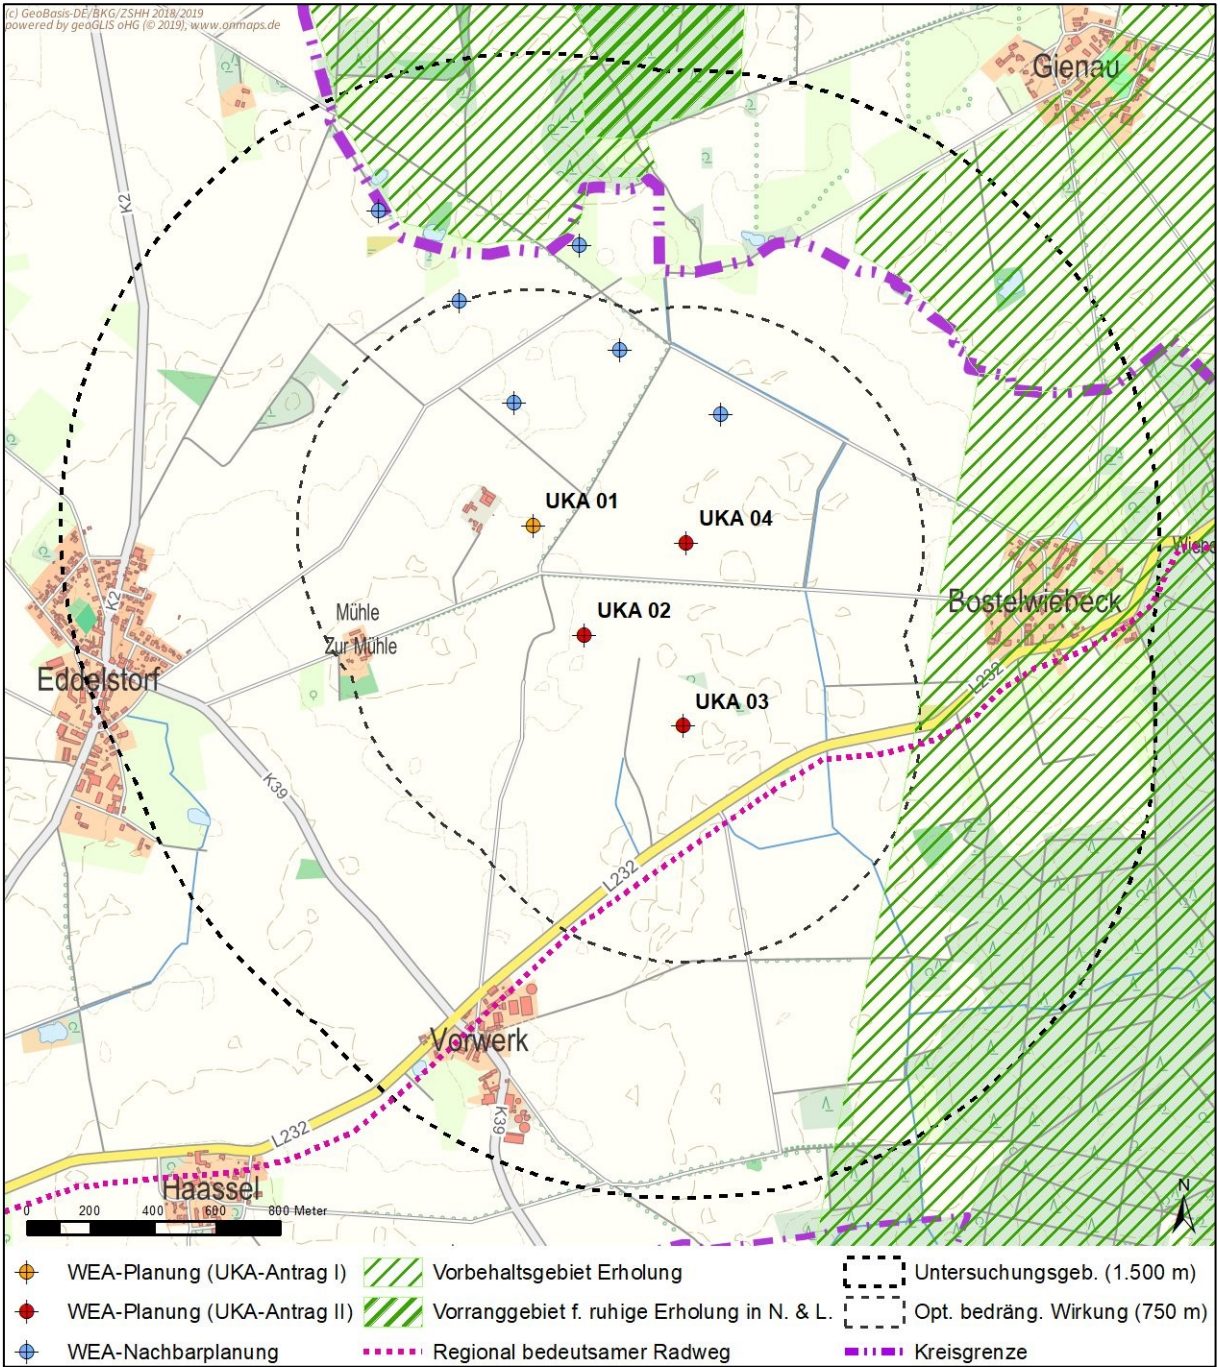 (c) GeoBasis-DE/BKG/ZSHH 2018/2019
powered by geoGLIS oHG (© 2019), www.onmaps.de
Gienau
K2
UKA 01
UKA 04
Wiebe
Bostelwiebeck
K2
Mühle
Zur Mühle
UKA 02
Eddelstorf
L232
UKA 03
K39
L232
Vorwerk
K39
L232
Haassel
N
0 200 400 600 800 Meter
WEA-Planung (UKA-Antrag I)
Vorbehaltsgebiet Erholung
Untersuchungsgeb. (1.500 m)
WEA-Planung (UKA-Antrag II)
Vorranggebiet f. ruhige Erholung in N. & L.
Opt. bedräng. Wirkung (750 m)
WEA-Nachbarplanung
Regional bedeutsamer Radweg
Kreisgrenze